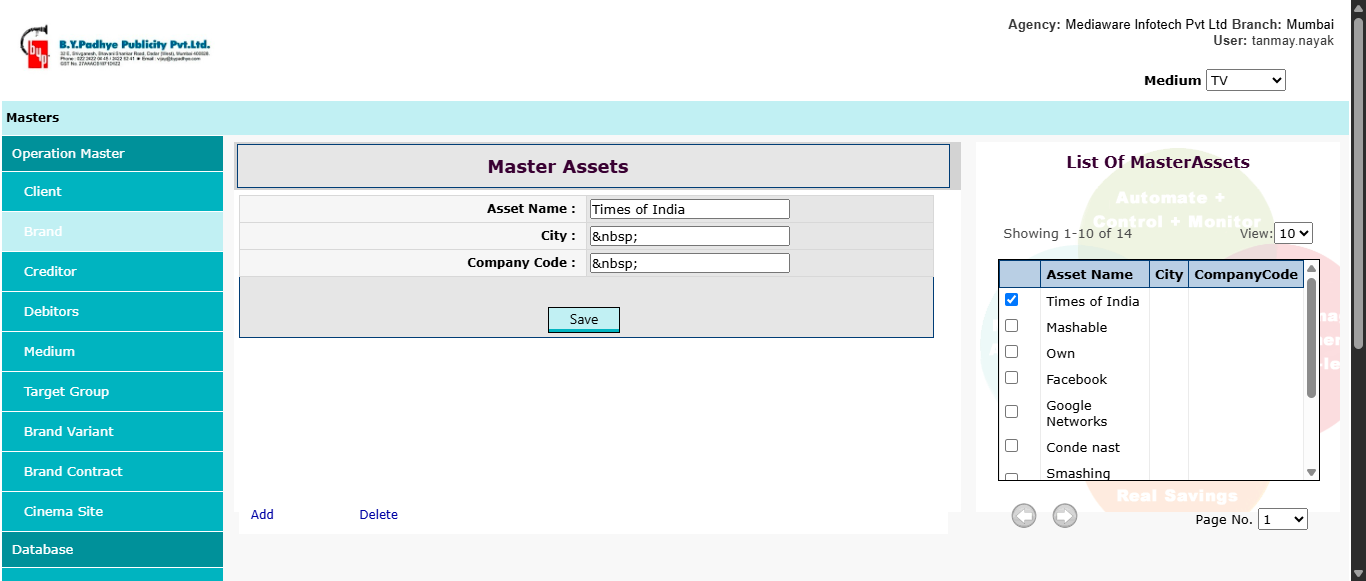 Agency: Mediaware Infotech Pvt Ltd Branch: Mumbai
User: tanmay.nayak
B.Y.Padhye Publicity Pvt.Ltd.
Medium TV
Masters
Operation Master
Client
Brand
Creditor
Debitors
Medium
Target Group
Brand Variant
Brand Contract
Cinema Site
Database
Master Assets
Asset Name : Times of India
City : &nbsp;
Company Code : &nbsp;
Save
Add Delete
List Of MasterAssets
Automate +
Control + Monitor
Showing 1-10 of 14 View: 10
Asset Name City CompanyCode
Times of India
Mashable
Own
Facebook
Google
Networks
Conde nast
Smashing
Real Savings
Page No. 1